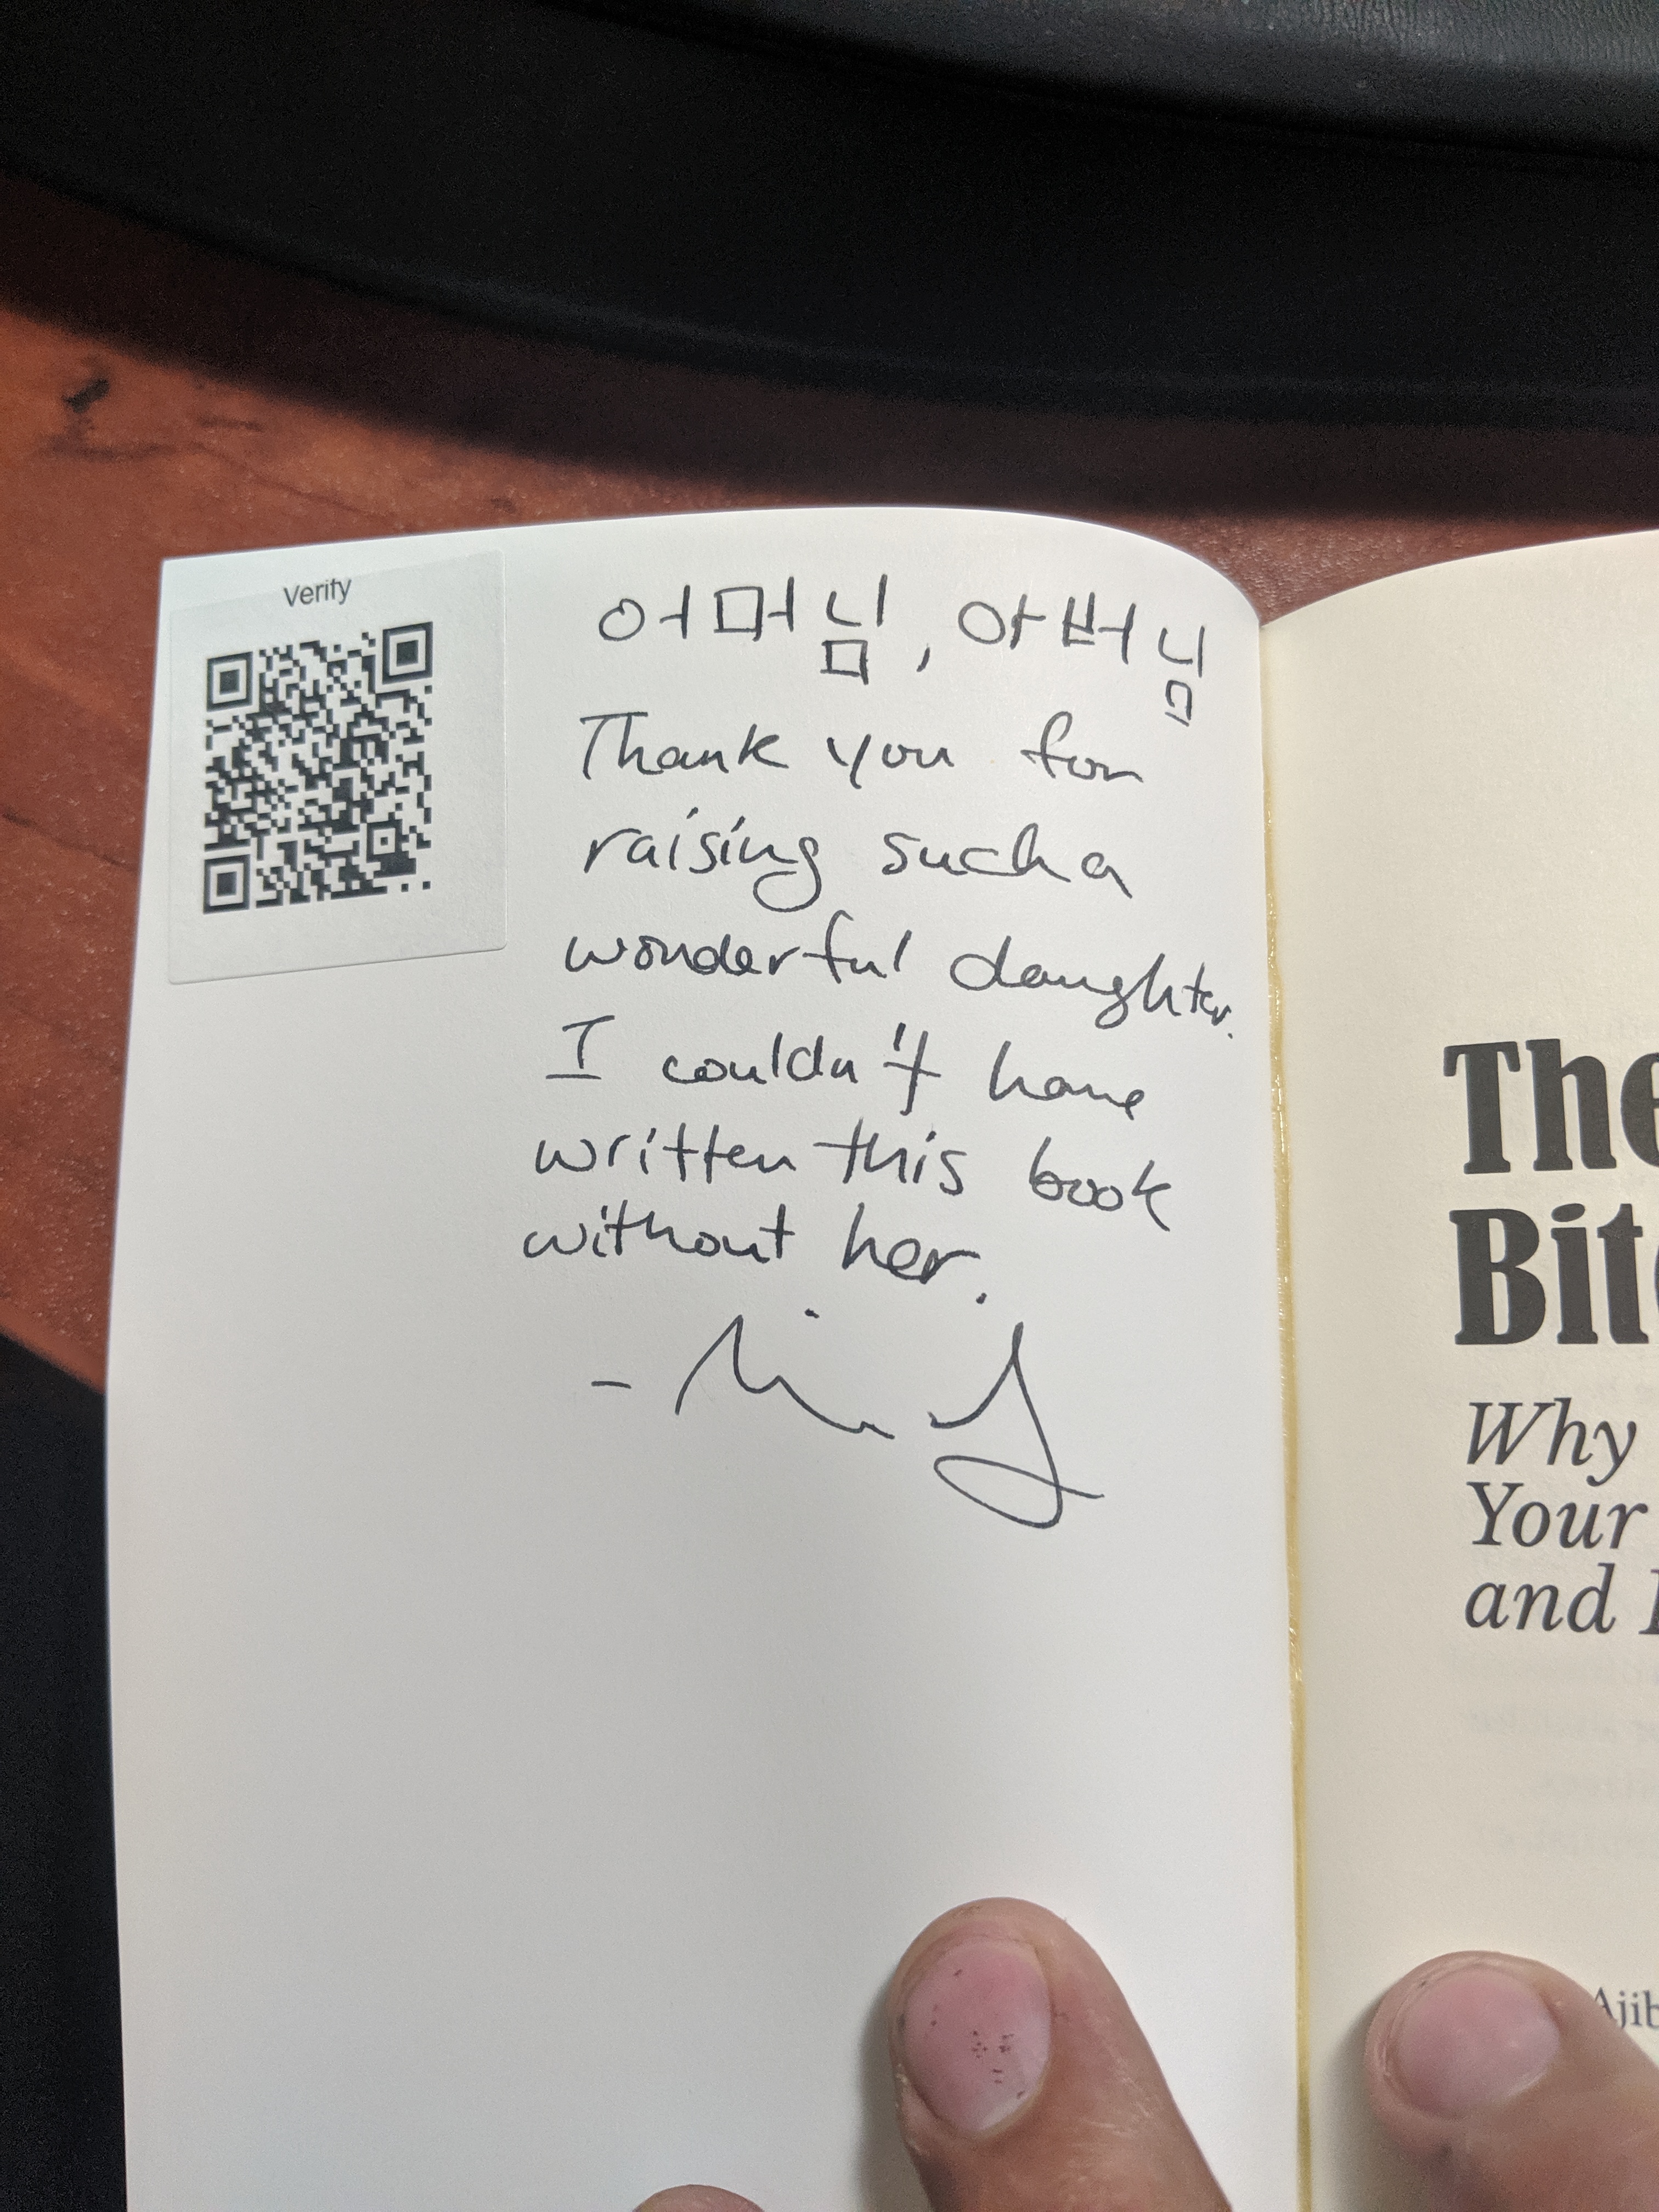 Verify
어머님, 아버님
Thank you for
raising such a
wonderful daughter.
I couldn't have
written this book
without her.
-
The
Bit
Why
Your
and
Ajib